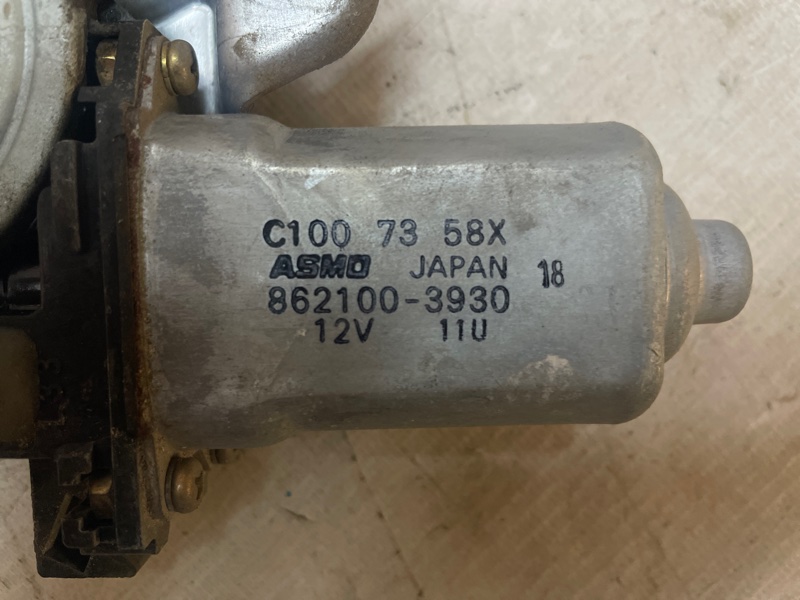 C100 73 58X
ASMO JAPAN 18
862100-3930
12V 11U